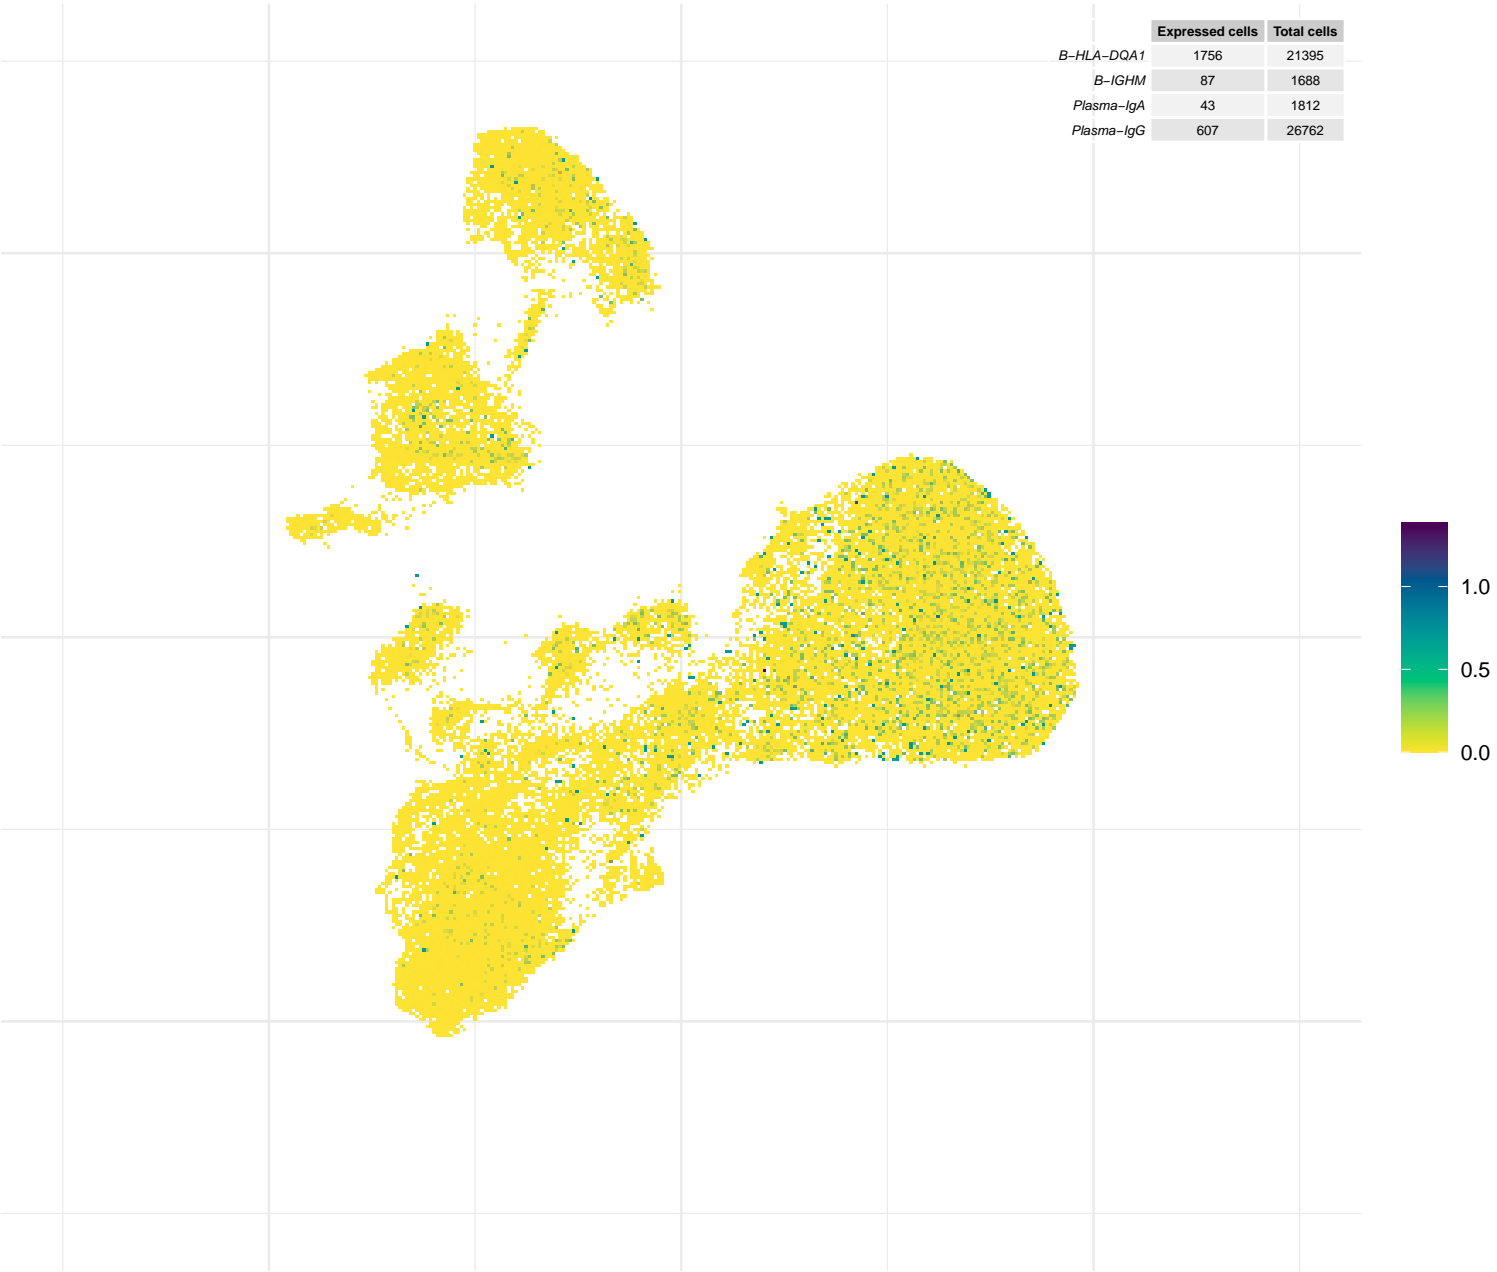 Expressed cells Total cells
B−HLA−DQA1 1756 21395
B−IGHM 87 1688
Plasma−IgA 43 1812
Plasma−IgG 607 26762
1.0
0.5
0.0